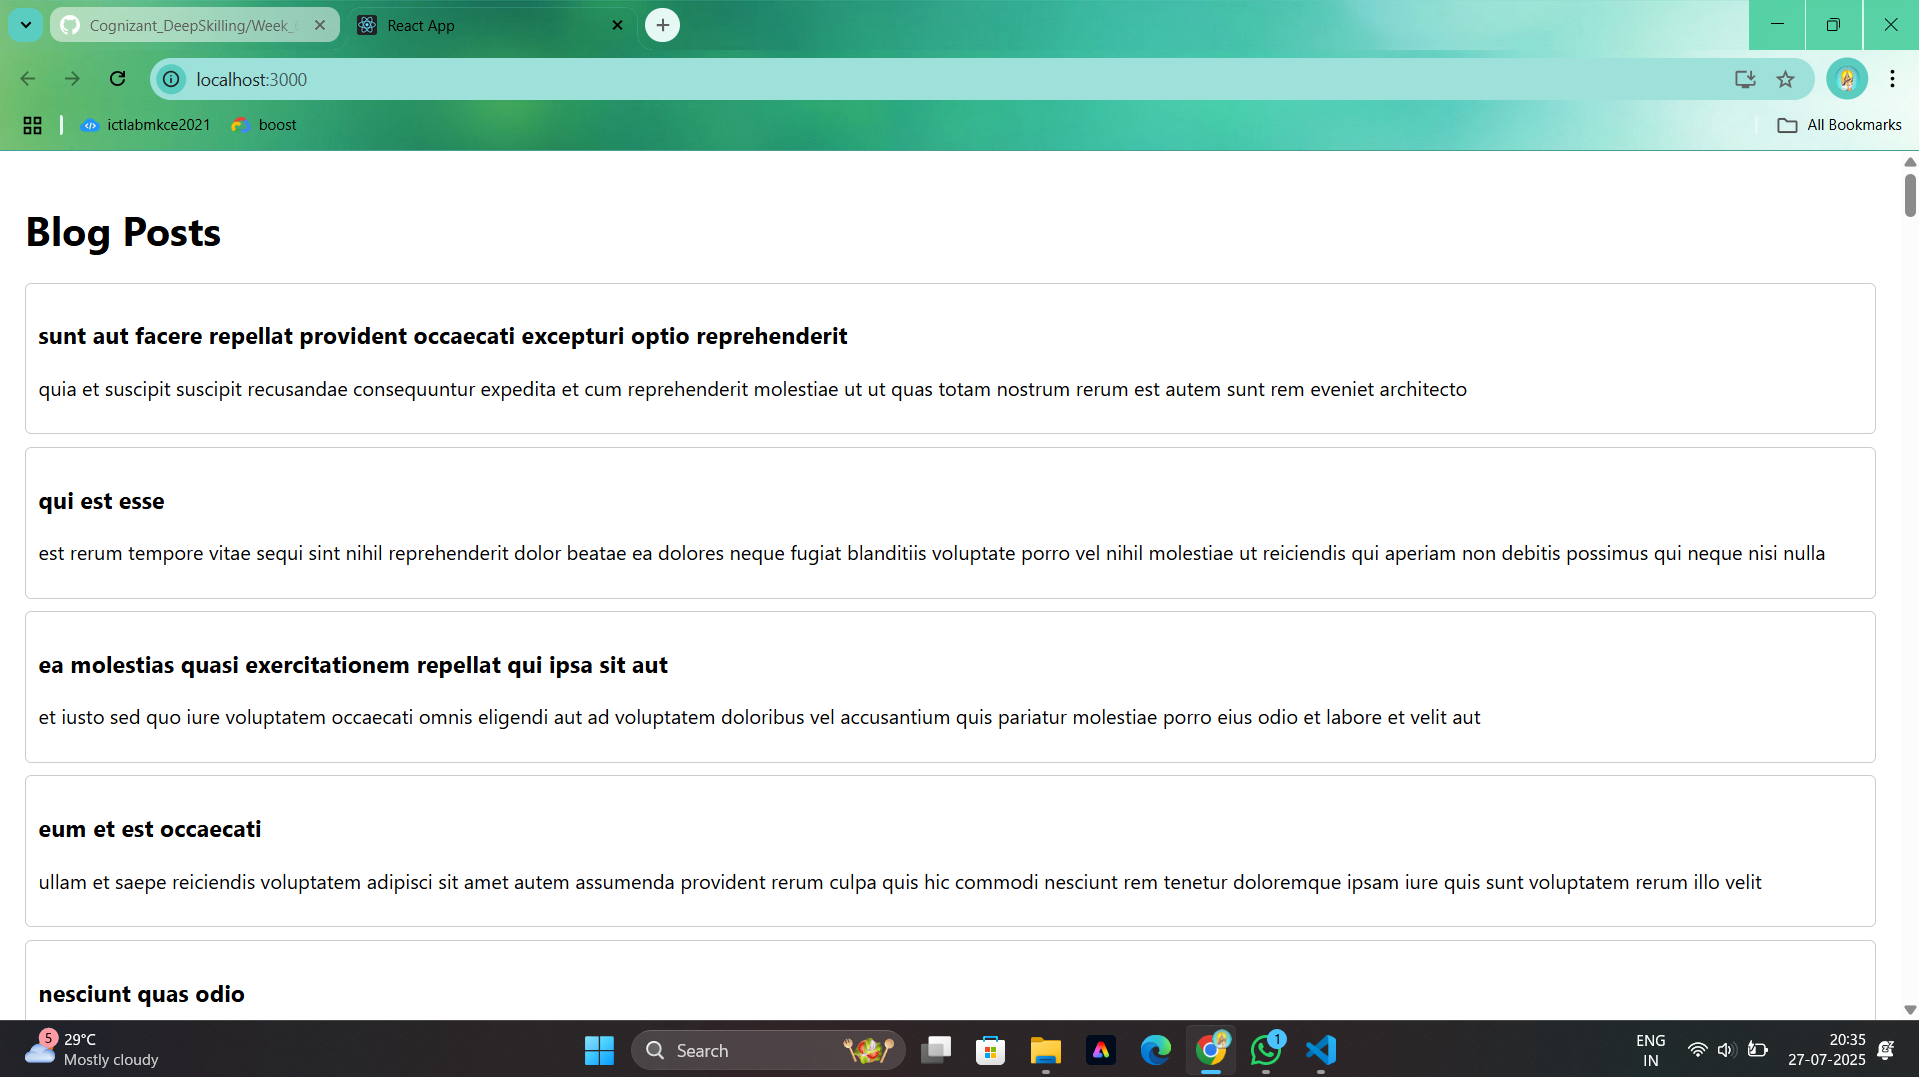 Cognizant_DeepSkilling/Week_
React App
localhost:3000
ictlabmkce2021
boost
All Bookmarks
Blog Posts
sunt aut facere repellat provident occaecati excepturi optio reprehenderit
quia et suscipit suscipit recusandae consequuntur expedita et cum reprehenderit molestiae ut ut quas totam nostrum rerum est autem sunt rem eveniet architecto
qui est esse
est rerum tempore vitae sequi sint nihil reprehenderit dolor beatae ea dolores neque fugiat blanditiis voluptate porro vel nihil molestiae ut reiciendis qui aperiam non debitis possimus qui neque nisi nulla
ea molestias quasi exercitationem repellat qui ipsa sit aut
et iusto sed quo iure voluptatem occaecati omnis eligendi aut ad voluptatem doloribus vel accusantium quis pariatur molestiae porro eius odio et labore et velit aut
eum et est occaecati
ullam et saepe reiciendis voluptatem adipisci sit amet autem assumenda provident rerum culpa quis hic commodi nesciunt rem tenetur doloremque ipsam iure quis sunt voluptatem rerum illo velit
nesciunt quas odio
5
29°C
Mostly cloudy
Search
1
ENG
IN
20:35
27-07-2025